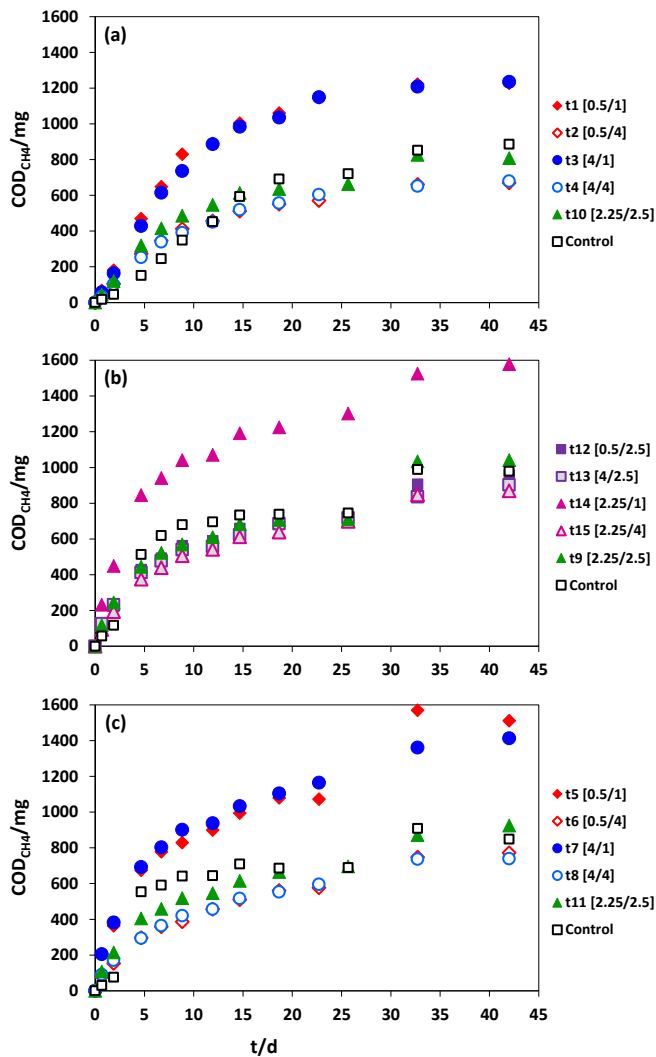 (a)
COD_CH4/mg
1600
1400
1200
1000
800
600
400
200
0
0 5 10 15 20 25 30 35 40 45
t1 [0.5/1]
t2 [0.5/4]
t3 [4/1]
t4 [4/4]
t10 [2.25/2.5]
Control
(b)
COD_CH4/mg
1600
1400
1200
1000
800
600
400
200
0
0 5 10 15 20 25 30 35 40 45
t12 [0.5/2.5]
t13 [4/2.5]
t14 [2.25/1]
t15 [2.25/4]
t9 [2.25/2.5]
Control
(c)
COD_CH4/mg
1600
1400
1200
1000
800
600
400
200
0
0 5 10 15 20 25 30 35 40 45
t5 [0.5/1]
t6 [0.5/4]
t7 [4/1]
t8 [4/4]
t11 [2.25/2.5]
Control
t/d